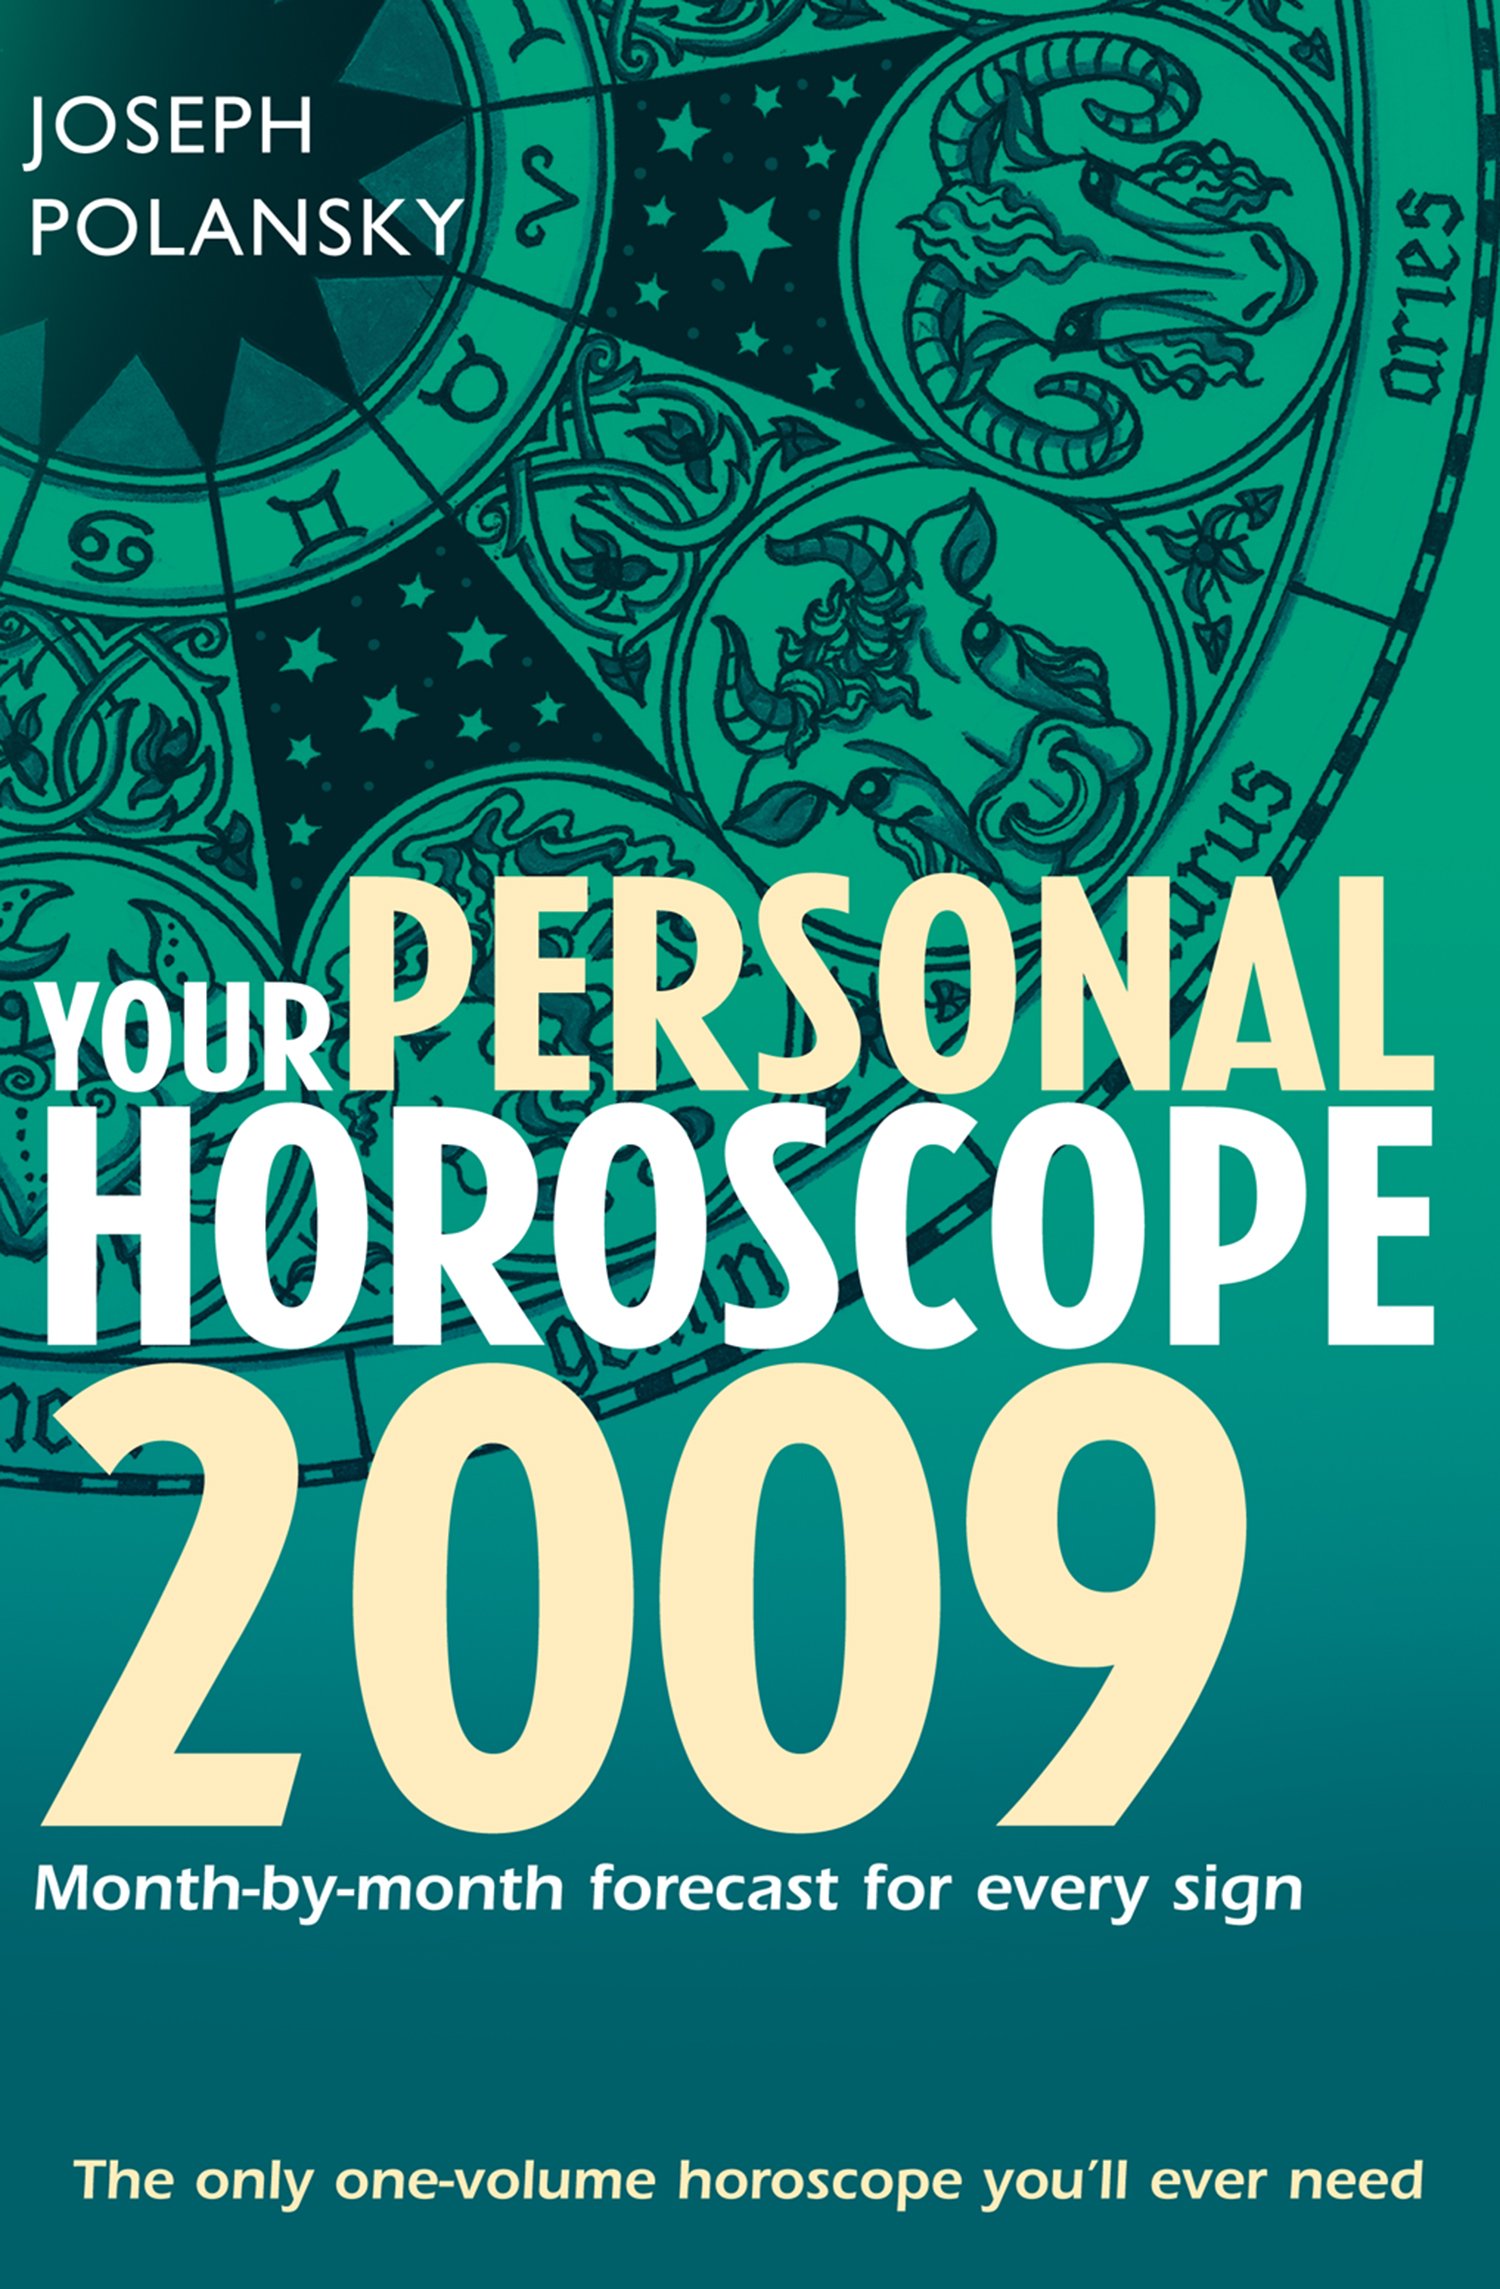 JOSEPH
POLANSKY
aries
YOUR PERSONAL
HOROSCOPE
2009
Month-by-month forecast for every sign
The only one-volume horoscope you'll ever need